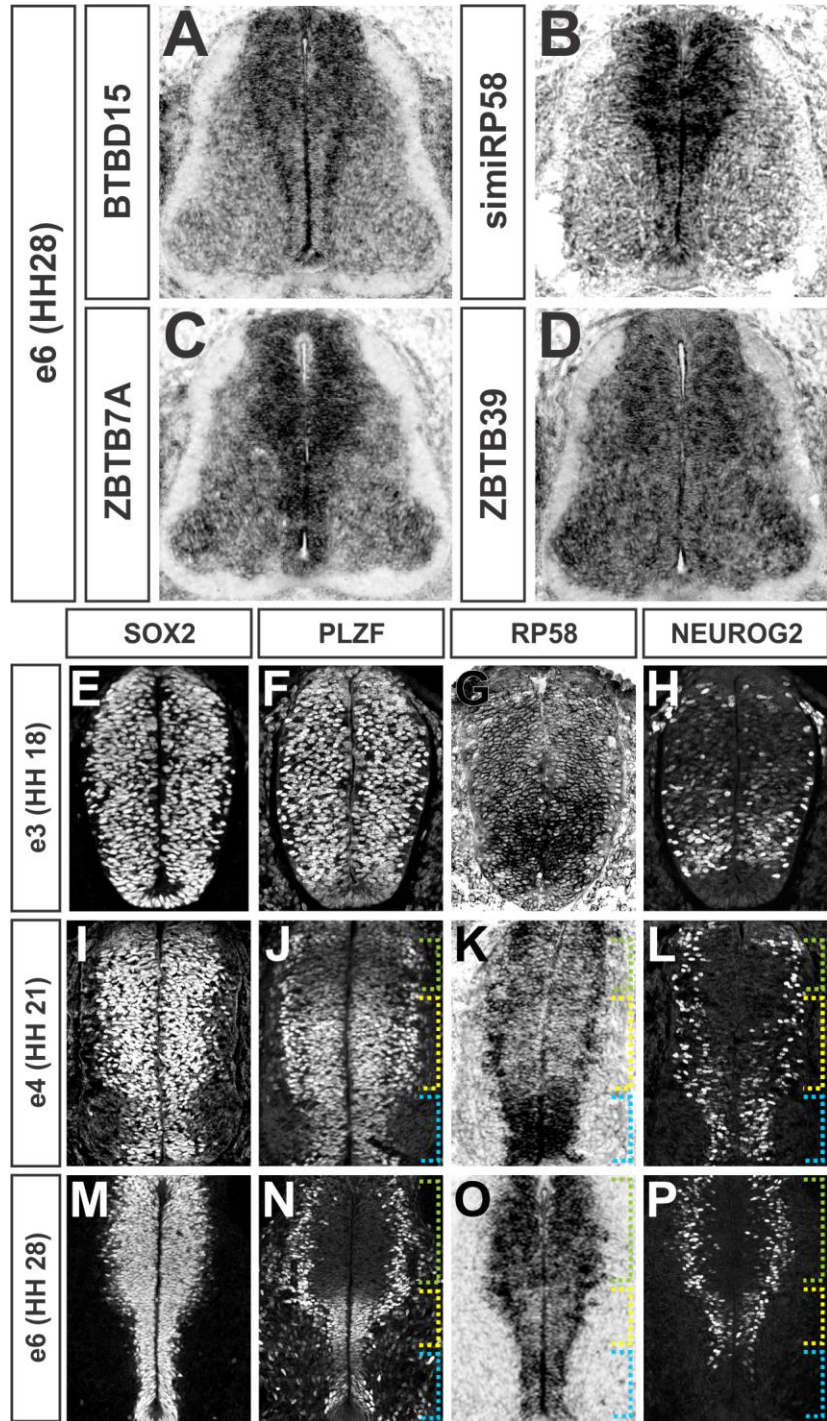 e6 (HH28)
BTBD15
A
simiRP58
B
ZBTB7A
C
ZBTB39
D
SOX2
PLZF
RP58
NEUROG2
e3 (HH 18)
E
F
G
H
e4 (HH 21)
I
J
K
L
e6 (HH 28)
M
N
O
P